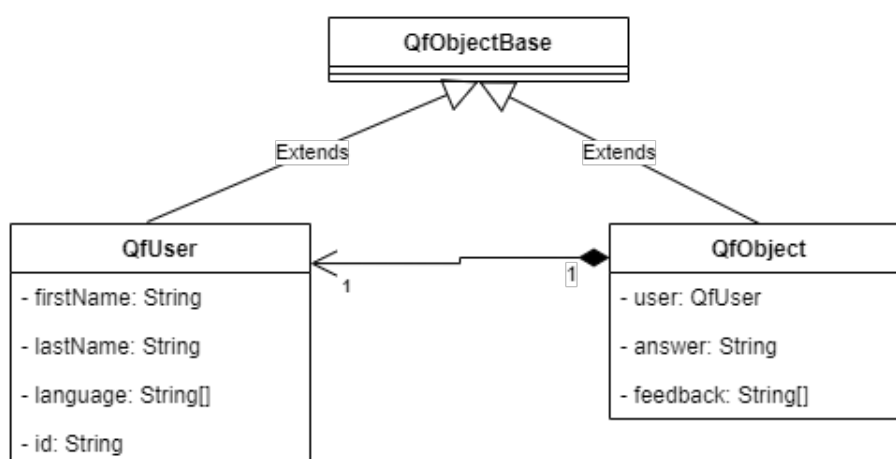 QfObjectBase
Extends
Extends
QfUser
- firstName: String
- lastName: String
- language: String[]
- id: String
1
1
QfObject
- user: QfUser
- answer: String
- feedback: String[]